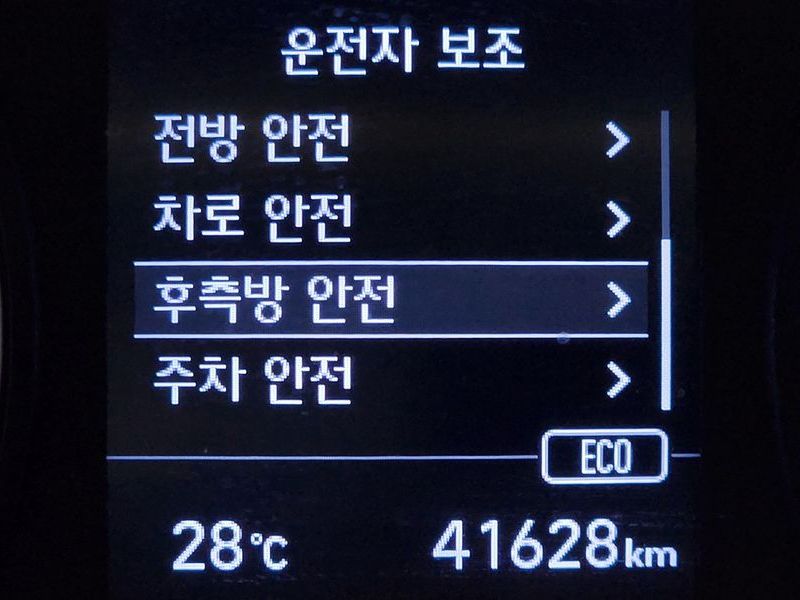 운전자 보조
전방 안전
차로 안전
후측방 안전
주차 안전
ECO
28°C 41628km